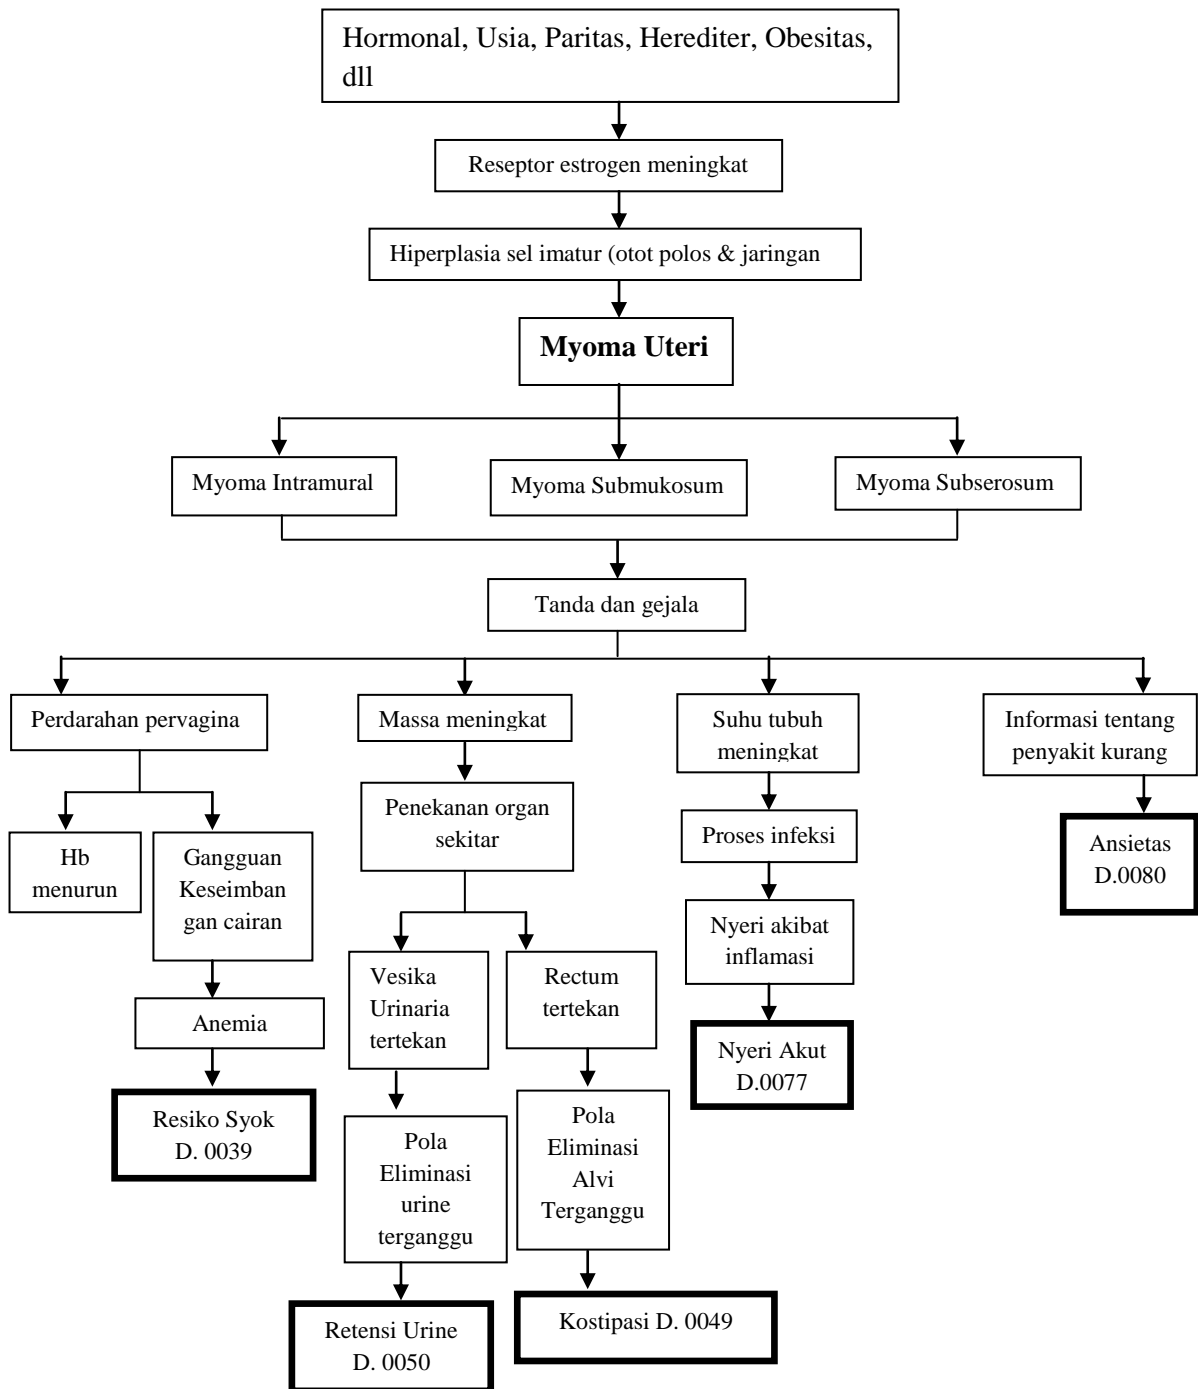 Hormonal, Usia, Paritas, Herediter, Obesitas,
dll
Reseptor estrogen meningkat
Hiperplasia sel imatur (otot polos & jaringan
Myoma Uteri
Myoma Intramural
Myoma Submukosum
Myoma Subserosum
Tanda dan gejala
Perdarahan pervagina
Massa meningkat
Suhu tubuh
meningkat
Informasi tentang
penyakit kurang
Hb
menurun
Gangguan
Keseimban
gan cairan
Penekanan organ
sekitar
Proses infeksi
Ansietas
D.0080
Anemia
Vesika
Urinaria
tertekan
Rectum
tertekan
Nyeri akibat
inflamasi
Resiko Syok
D. 0039
Pola
Eliminasi
urine
terganggu
Pola
Eliminasi
Alvi
Terganggu
Nyeri Akut
D.0077
Retensi Urine
D. 0050
Kostipasi D. 0049